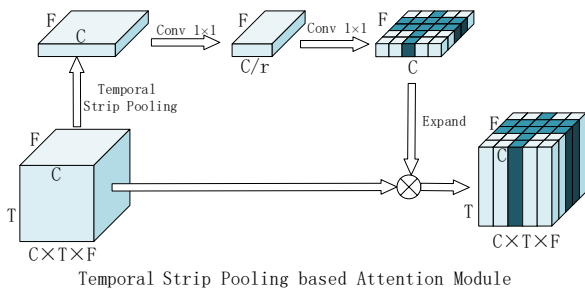 F
C
Conv 1×1
F
C/r
Conv 1×1
F
C
Temporal
Strip Pooling
Expand
F
C
T
C×T×F
F
C
T
C×T×F
Temporal Strip Pooling based Attention Module